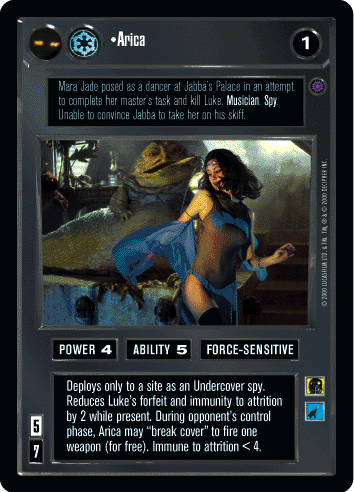 •Arica
1
Mara Jade posed as a dancer at Jabba's Palace in an attempt
to complete her master's task and kill Luke. Musician. Spy.
Unable to convince Jabba to take her on his skiff.
© 2000 LUCASFILM LTD. & TM. TM, ® & © 2000 DECIPHER INC.
POWER 4
ABILITY 5
FORCE-SENSITIVE
Deploys only to a site as an Undercover spy.
Reduces Luke's forfeit and immunity to attrition
by 2 while present. During opponent's control
phase, Arica may "break cover" to fire one
weapon (for free). Immune to attrition < 4.
5
7